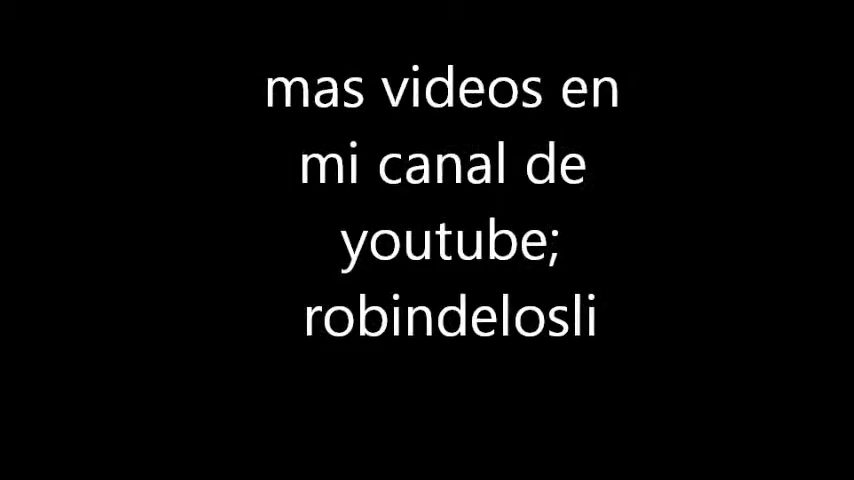 mas videos en
mi canal de
youtube;
robindelosli